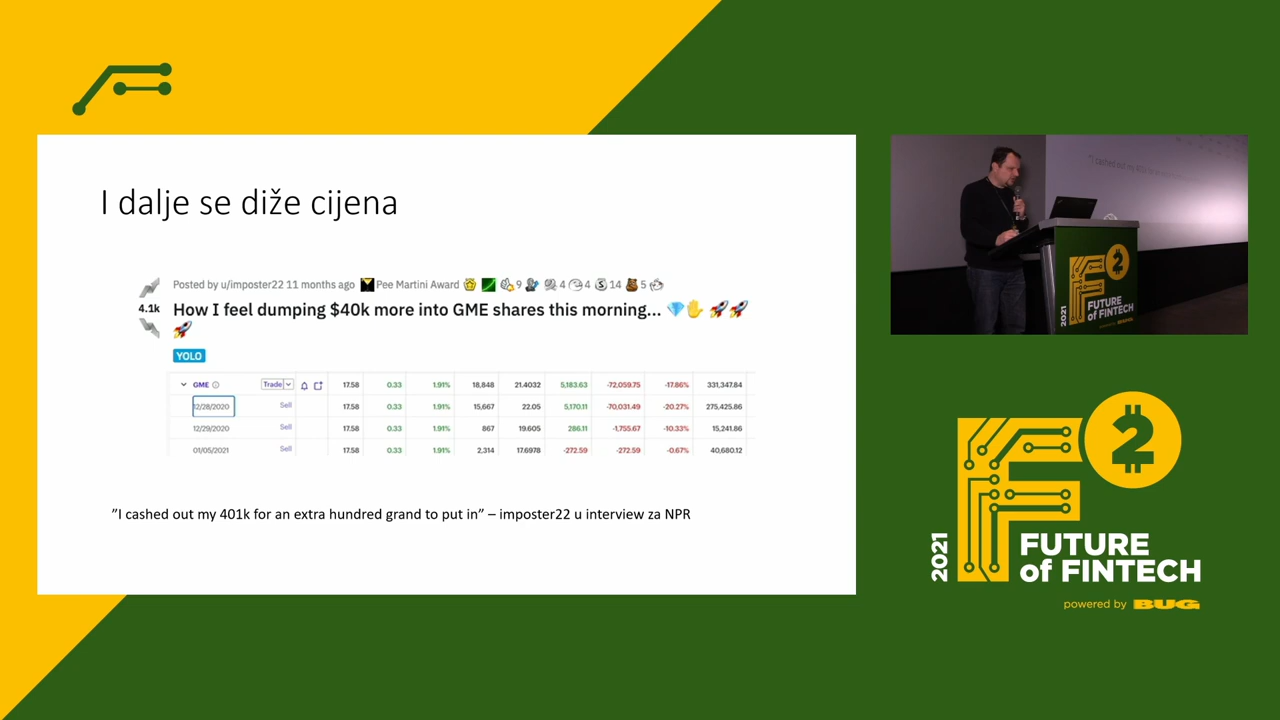 I dalje se diže cijena
Posted by u/imposter22 11 months ago Pee Martini Award 9 4 4 14 5
4.1k
How I feel dumping $40k more into GME shares this morning... 💎✋ 🚀🚀
🚀
YOLO
GME Trade 17.58 0.33 1.91% 18,848 21.4032 5,183.63 -72,059.75 -17.86% 331,347.84
12/28/2020 Sell 17.58 0.33 1.91% 15,667 22.05 5,170.11 -70,031.49 -20.27% 275,425.86
12/29/2020 Sell 17.58 0.33 1.91% 867 19.605 286.11 -1,755.67 -10.33% 15,241.86
01/05/2021 Sell 17.58 0.33 1.91% 2,314 17.6978 -272.59 -272.59 -0.67% 40,680.12
”I cashed out my 401k for an extra hundred grand to put in” – imposter22 u interview za NPR
"I cashed out my 401k
2
2021
FUTURE
of FINTECH
2
2021
FUTURE
of FINTECH
powered by BUG